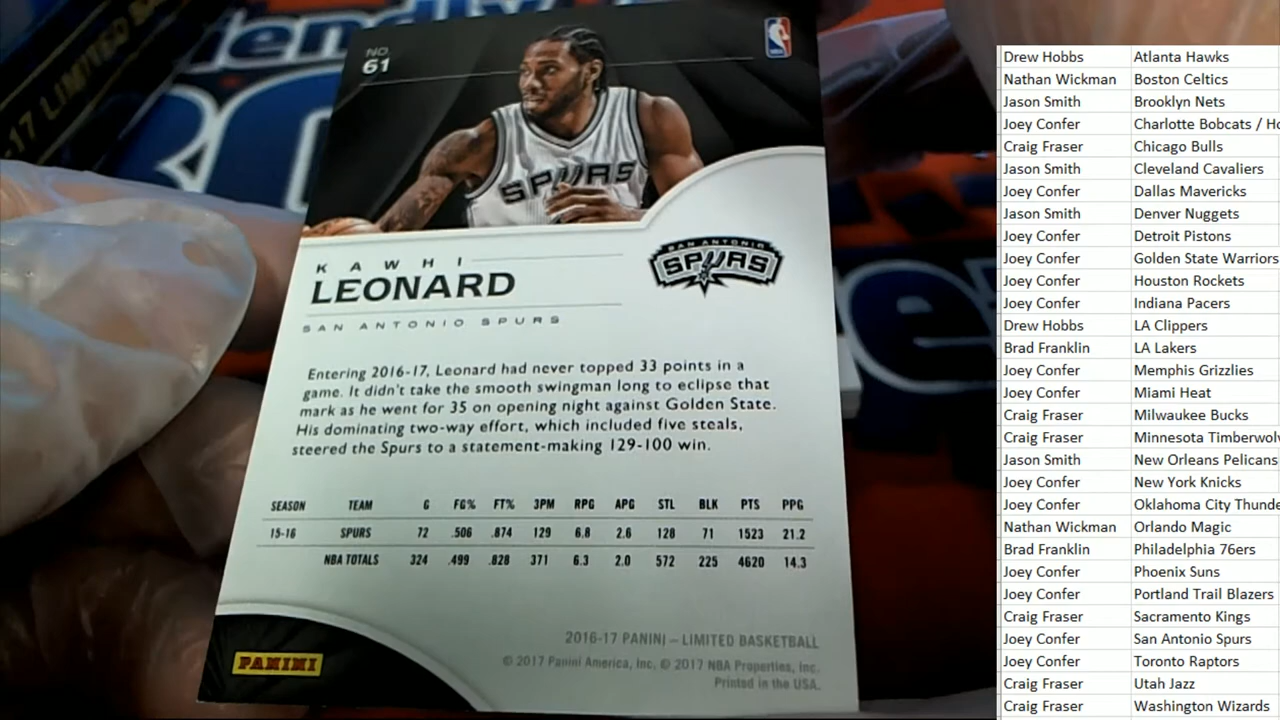 NO.
61
SPURS
KAWHI
LEONARD
SAN ANTONIO SPURS
SAN ANTONIO
SPURS
Entering 2016-17, Leonard had never topped 33 points in a
game. It didn't take the smooth swingman long to eclipse that
mark as he went for 35 on opening night against Golden State.
His dominating two-way effort, which included five steals,
steered the Spurs to a statement-making 129-100 win.
SEASON TEAM G FG% FT% 3PM RPG APG STL BLK PTS PPG
15-16 SPURS 72 .506 .874 129 6.8 2.6 128 71 1523 21.2
NBA TOTALS 324 .499 .828 371 6.3 2.0 572 225 4620 14.3
PANINI
2016-17 PANINI – LIMITED BASKETBALL
© 2017 Panini America, Inc. © 2017 NBA Properties, Inc.
Printed in the USA.
-17 LIMITED
Drew Hobbs Atlanta Hawks
Nathan Wickman Boston Celtics
Jason Smith Brooklyn Nets
Joey Confer Charlotte Bobcats / Ho
Craig Fraser Chicago Bulls
Jason Smith Cleveland Cavaliers
Joey Confer Dallas Mavericks
Jason Smith Denver Nuggets
Joey Confer Detroit Pistons
Joey Confer Golden State Warriors
Joey Confer Houston Rockets
Joey Confer Indiana Pacers
Drew Hobbs LA Clippers
Brad Franklin LA Lakers
Joey Confer Memphis Grizzlies
Joey Confer Miami Heat
Craig Fraser Milwaukee Bucks
Craig Fraser Minnesota Timberwolv
Jason Smith New Orleans Pelicans
Joey Confer New York Knicks
Joey Confer Oklahoma City Thunde
Nathan Wickman Orlando Magic
Brad Franklin Philadelphia 76ers
Joey Confer Phoenix Suns
Joey Confer Portland Trail Blazers
Craig Fraser Sacramento Kings
Joey Confer San Antonio Spurs
Joey Confer Toronto Raptors
Craig Fraser Utah Jazz
Craig Fraser Washington Wizards